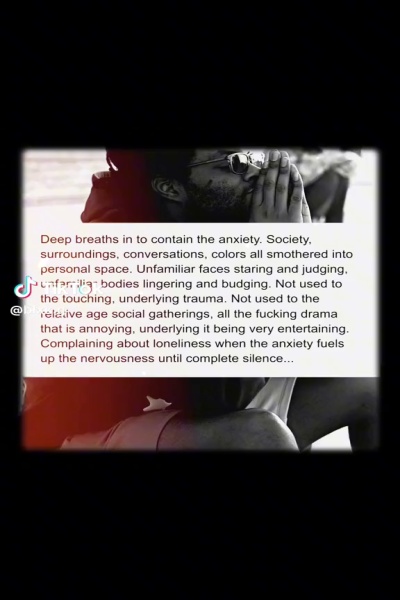 Deep breaths in to contain the anxiety. Society,
surroundings, conversations, colors all smothered into
personal space. Unfamiliar faces staring and judging,
unfamiliar bodies lingering and budging. Not used to
the touching, underlying trauma. Not used to the
relative age social gatherings, all the fucking drama
that is annoying, underlying it being very entertaining.
Complaining about loneliness when the anxiety fuels
up the nervousness until complete silence...